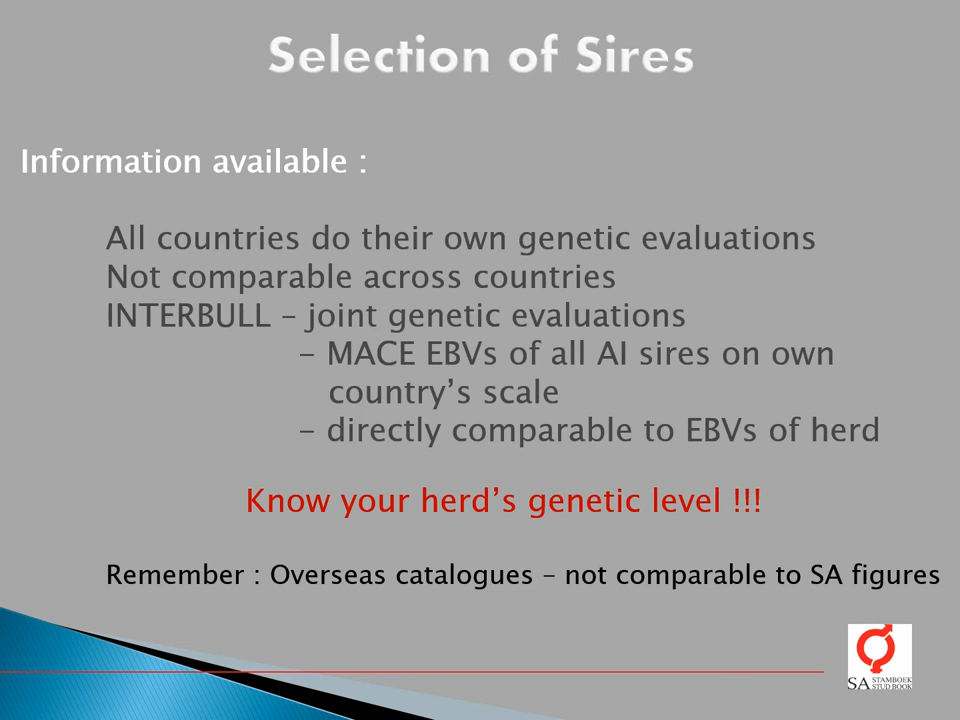 Selection of Sires
Information available :
All countries do their own genetic evaluations
Not comparable across countries
INTERBULL – joint genetic evaluations
- MACE EBVs of all AI sires on own
country’s scale
- directly comparable to EBVs of herd
Know your herd’s genetic level !!!
Remember : Overseas catalogues – not comparable to SA figures
SA STAMBOEK
STUD BOOK